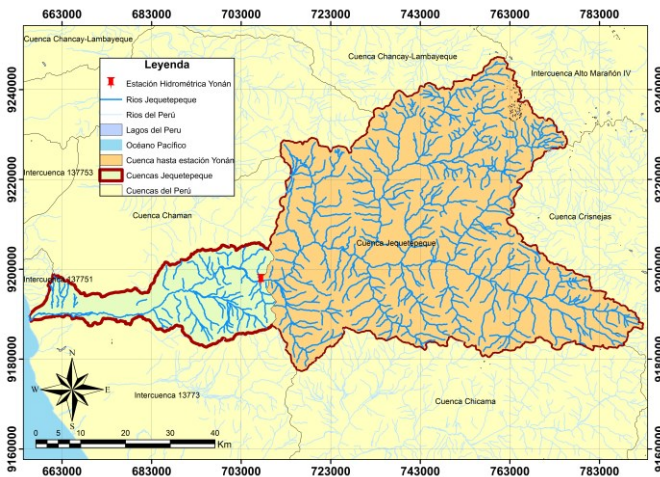 663000 683000 703000 723000 743000 763000 783000
Cuenca Chancay-Lambayeque
Cuenca Chancay-Lambayeque
Intercuenca Alto Marañón IV
9240000
9240000
Leyenda
Estación Hidrométrica Yonán
Rios Jequetepeque
Rios del Perú
Lagos del Peru
Océano Pacífico
Cuenca hasta estación Yonán
Cuencas Jequetepeque
Cuencas del Perú
9220000
9220000
Intercuenca 137753
Cuenca Chaman
Cuenca Crisnejas
Cuenca Jequetepeque
9200000
9200000
Intercuenca 137751
9180000
9180000
N
W E
S
Intercuenca 13773
Cuenca Chicama
0 5 10 20 30 40
Km
9160000
9160000
663000 683000 703000 723000 743000 763000 783000